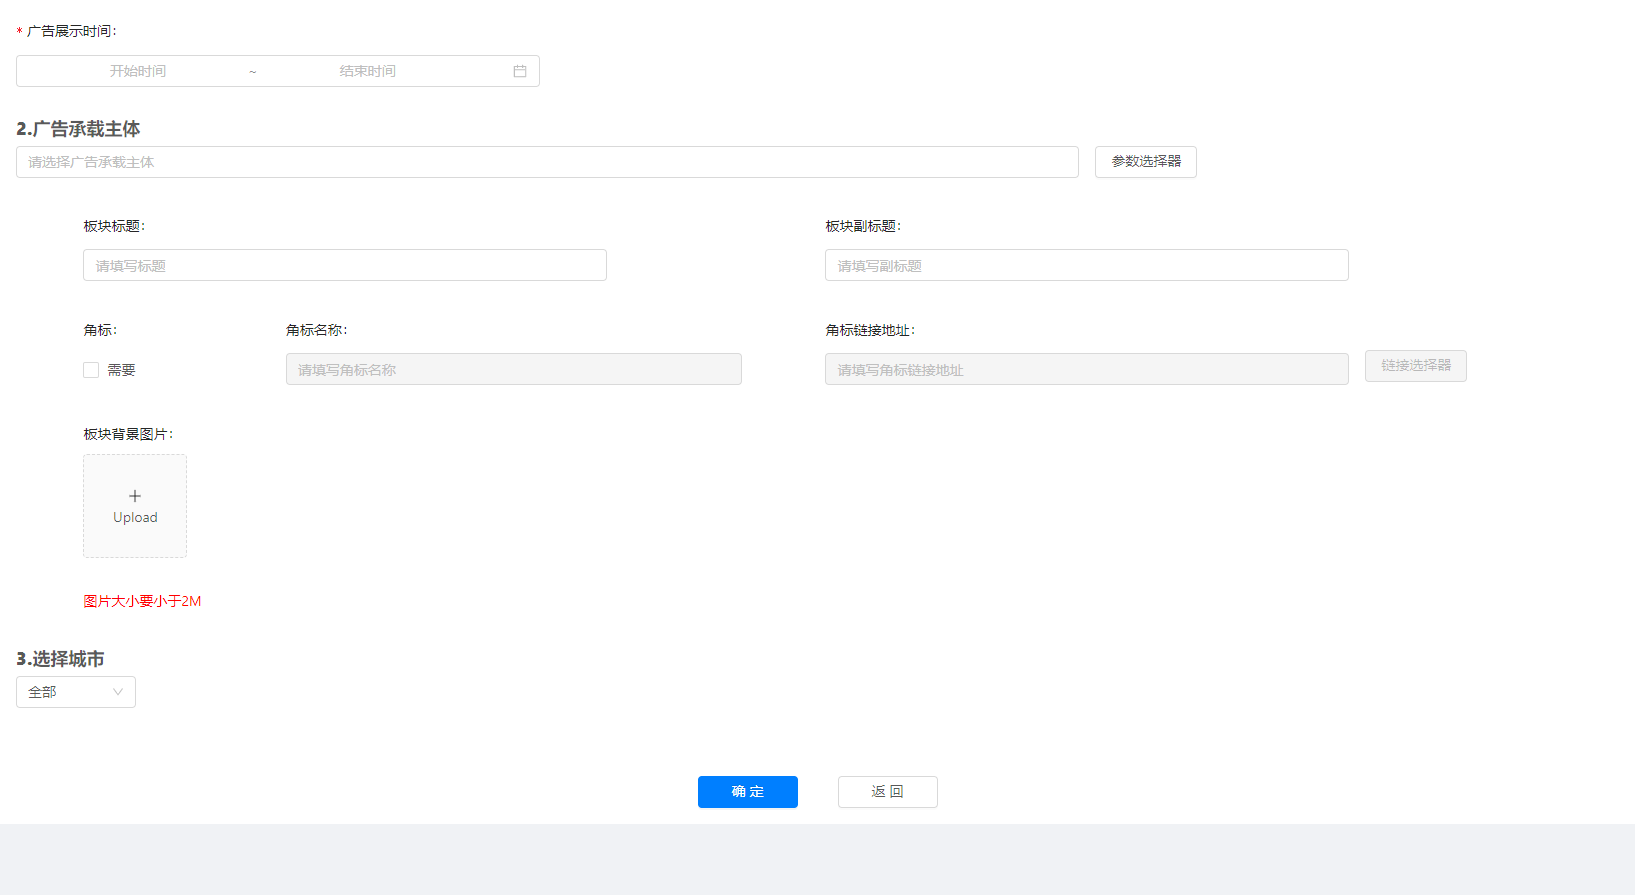 * 广告展示时间:
开始时间 ~ 结束时间
2.广告承载主体
请选择广告承载主体 参数选择器
板块标题: 板块副标题:
请填写标题 请填写副标题
角标: 角标名称: 角标链接地址:
需要 请填写角标名称 请填写角标链接地址 链接选择器
板块背景图片:
Upload
图片大小要小于2M
3.选择城市
全部
确 定 返 回